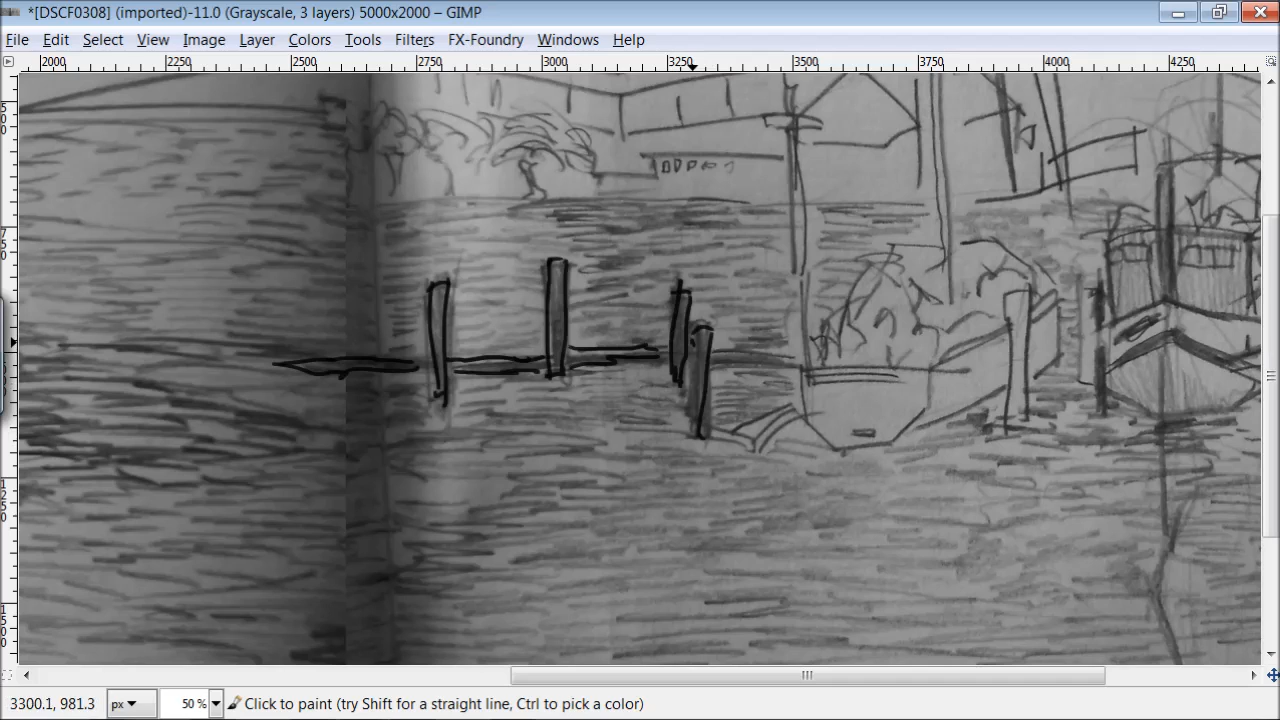 *[DSCF0308] (imported)-11.0 (Grayscale, 3 layers) 5000x2000 – GIMP
File Edit Select View Image Layer Colors Tools Filters FX-Foundry Windows Help
2000 2250 2500 2750 3000 3250 3500 3750 4000 4250
3300.1, 981.3 px 50 % Click to paint (try Shift for a straight line, Ctrl to pick a color)